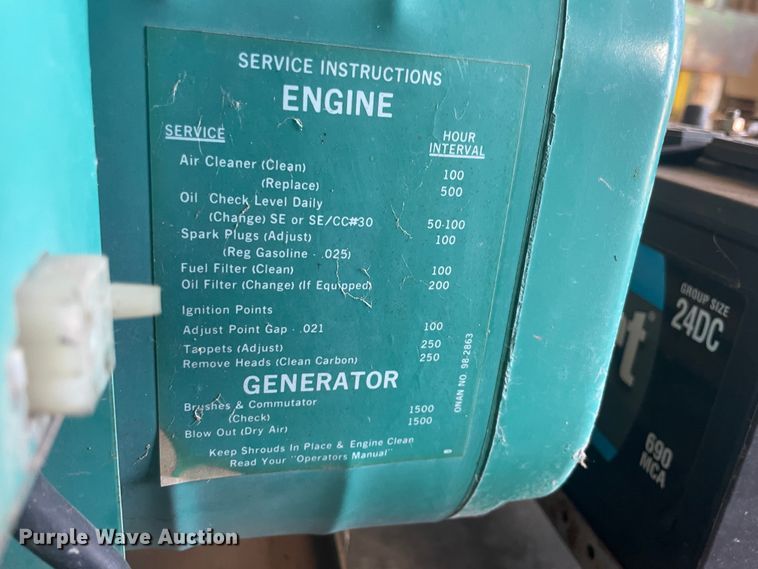 SERVICE INSTRUCTIONS
ENGINE
SERVICE HOUR INTERVAL
Air Cleaner (Clean) 100
(Replace) 500
Oil Check Level Daily
(Change) SE or SE/CC#30 50-100
Spark Plugs (Adjust) 100
(Reg Gasoline - .025)
Fuel Filter (Clean) 100
Oil Filter (Change) (If Equipped) 200
Ignition Points
Adjust Point Gap - .021 100
Tappets (Adjust) 250
Remove Heads (Clean Carbon) 250
GENERATOR
Brushes & Commutator
(Check) 1500
Blow Out (Dry Air) 1500
Keep Shrouds In Place & Engine Clean
Read Your "Operators Manual"
ONAN NO. 98-2863
GROUP SIZE
24DC
rt
690
MCA
Purple Wave Auction